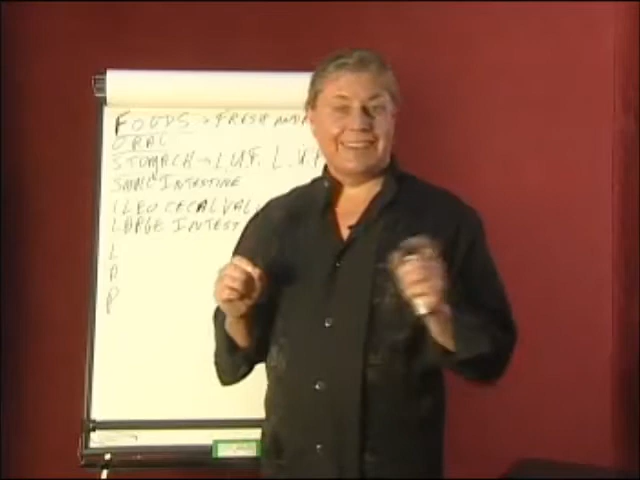 FOODS → FRESH AND
ORAL
STOMACH → L.U.F. L.U.
SMALL INTESTINE
ILEO CECAL VAL
LARGE INTEST
L
R
P